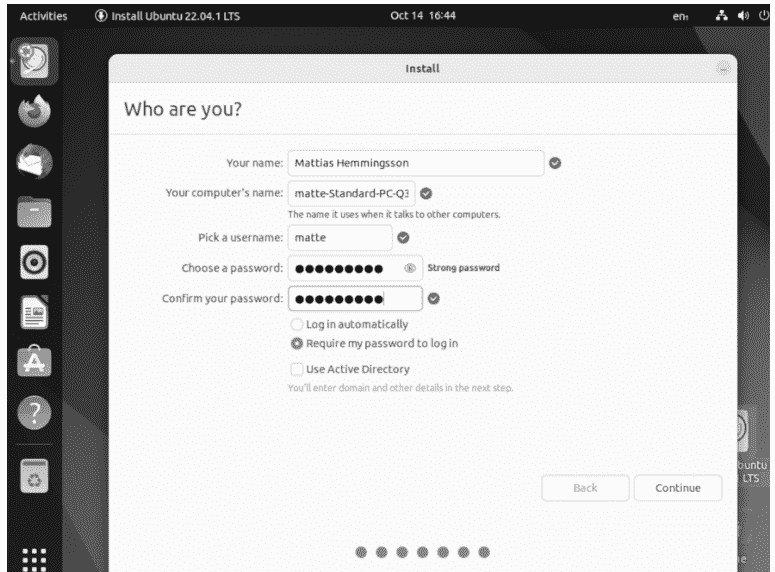 Activities Install Ubuntu 22.04.1 LTS Oct 14 16:44 en₁
Install
Who are you?
Your name: Mattias Hemmingsson
Your computer's name: matte-Standard-PC-Q3
The name it uses when it talks to other computers.
Pick a username: matte
Choose a password: ●●●●●●●●● Strong password
Confirm your password: ●●●●●●●●●
Log in automatically
Require my password to log in
Use Active Directory
You'll enter domain and other details in the next step.
buntu
LTS
Back Continue